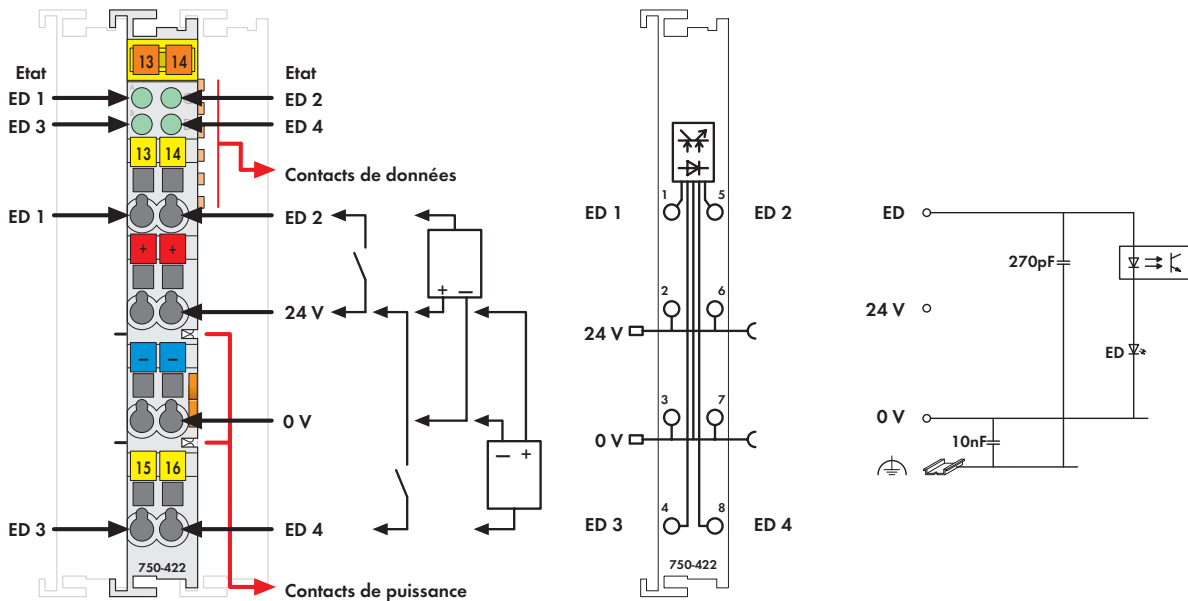 13 14
Etat
Etat
ED 1
ED 2
ED 3
ED 4
13 14
Contacts de données
ED 1
ED 2
+ +
+ −
24 V
− −
0 V
− +
15 16
ED 3
ED 4
750-422
Contacts de puissance
1 5
ED 1
ED 2
2 6
24 V
3 7
0 V
4 8
ED 3
ED 4
750-422
ED
270pF
24 V
ED
0 V
10nF